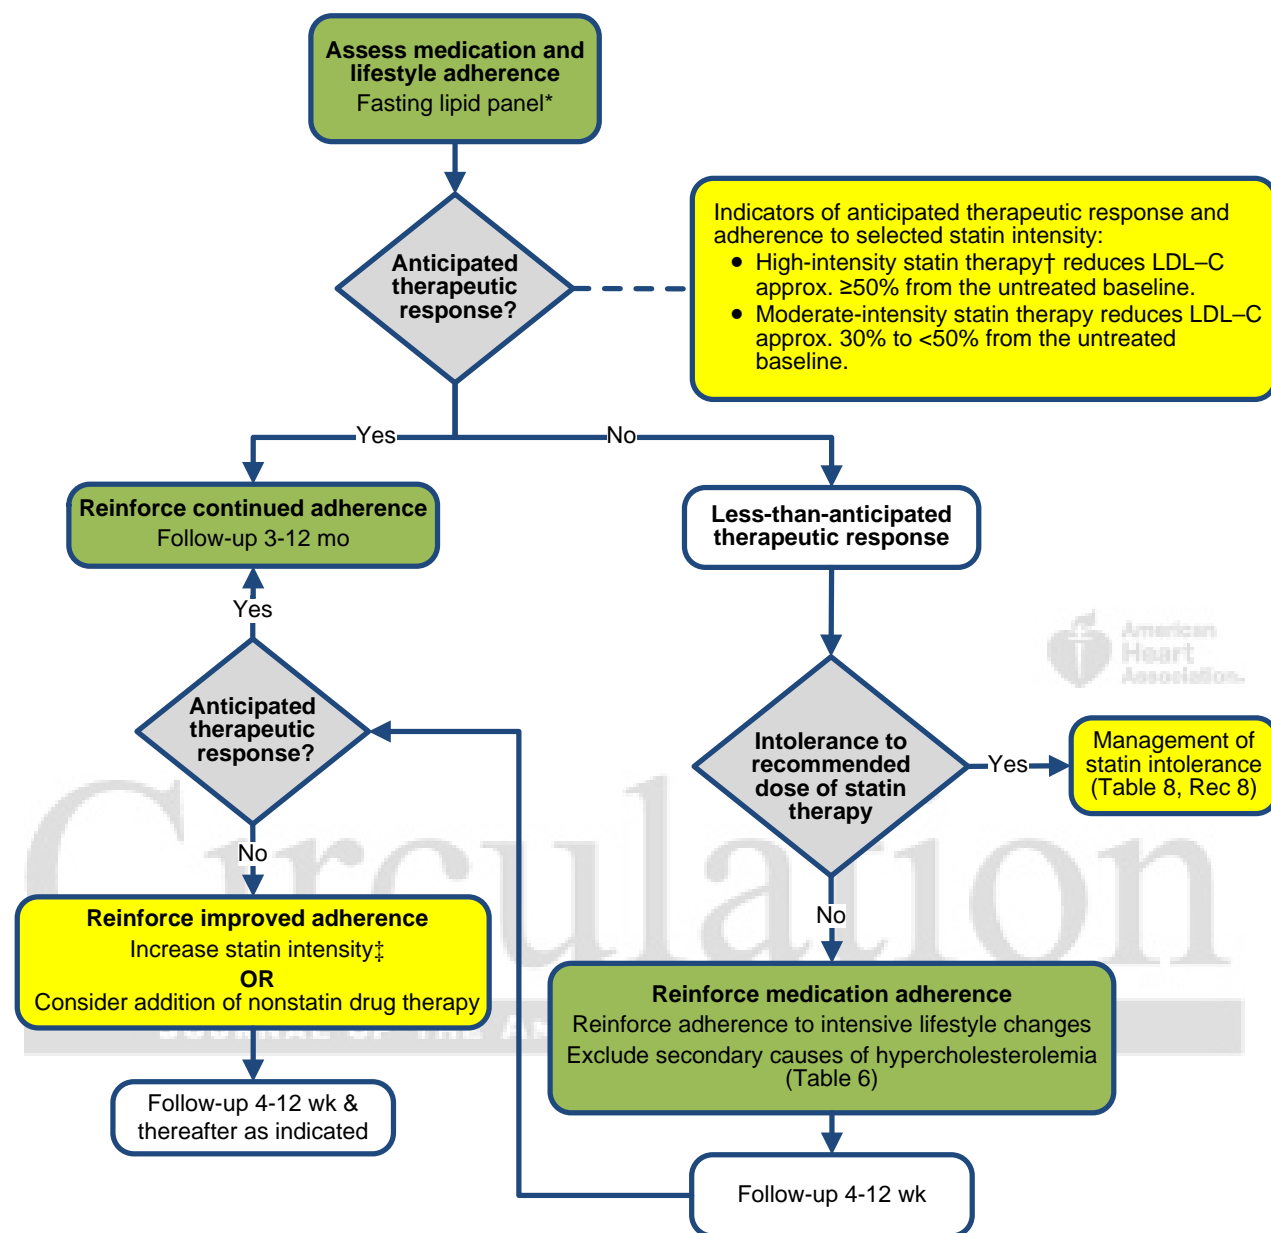 Assess medication and
lifestyle adherence
Fasting lipid panel*
Anticipated
therapeutic
response?
Indicators of anticipated therapeutic response and
adherence to selected statin intensity:
● High-intensity statin therapy† reduces LDL–C
approx. ≥50% from the untreated baseline.
● Moderate-intensity statin therapy reduces LDL–C
approx. 30% to <50% from the untreated
baseline.
Yes
No
Reinforce continued adherence
Follow-up 3-12 mo
Less-than-anticipated
therapeutic response
Yes
American
Heart
Association®
Anticipated
therapeutic
response?
Intolerance to
recommended
dose of statin
therapy
Yes
Management of
statin intolerance
(Table 8, Rec 8)
Circulation
No
Reinforce improved adherence
Increase statin intensity‡
OR
Consider addition of nonstatin drug therapy
No
JOURNAL OF THE
Reinforce medication adherence
Reinforce adherence to intensive lifestyle changes
Exclude secondary causes of hypercholesterolemia
(Table 6)
Follow-up 4-12 wk &
thereafter as indicated
Follow-up 4-12 wk